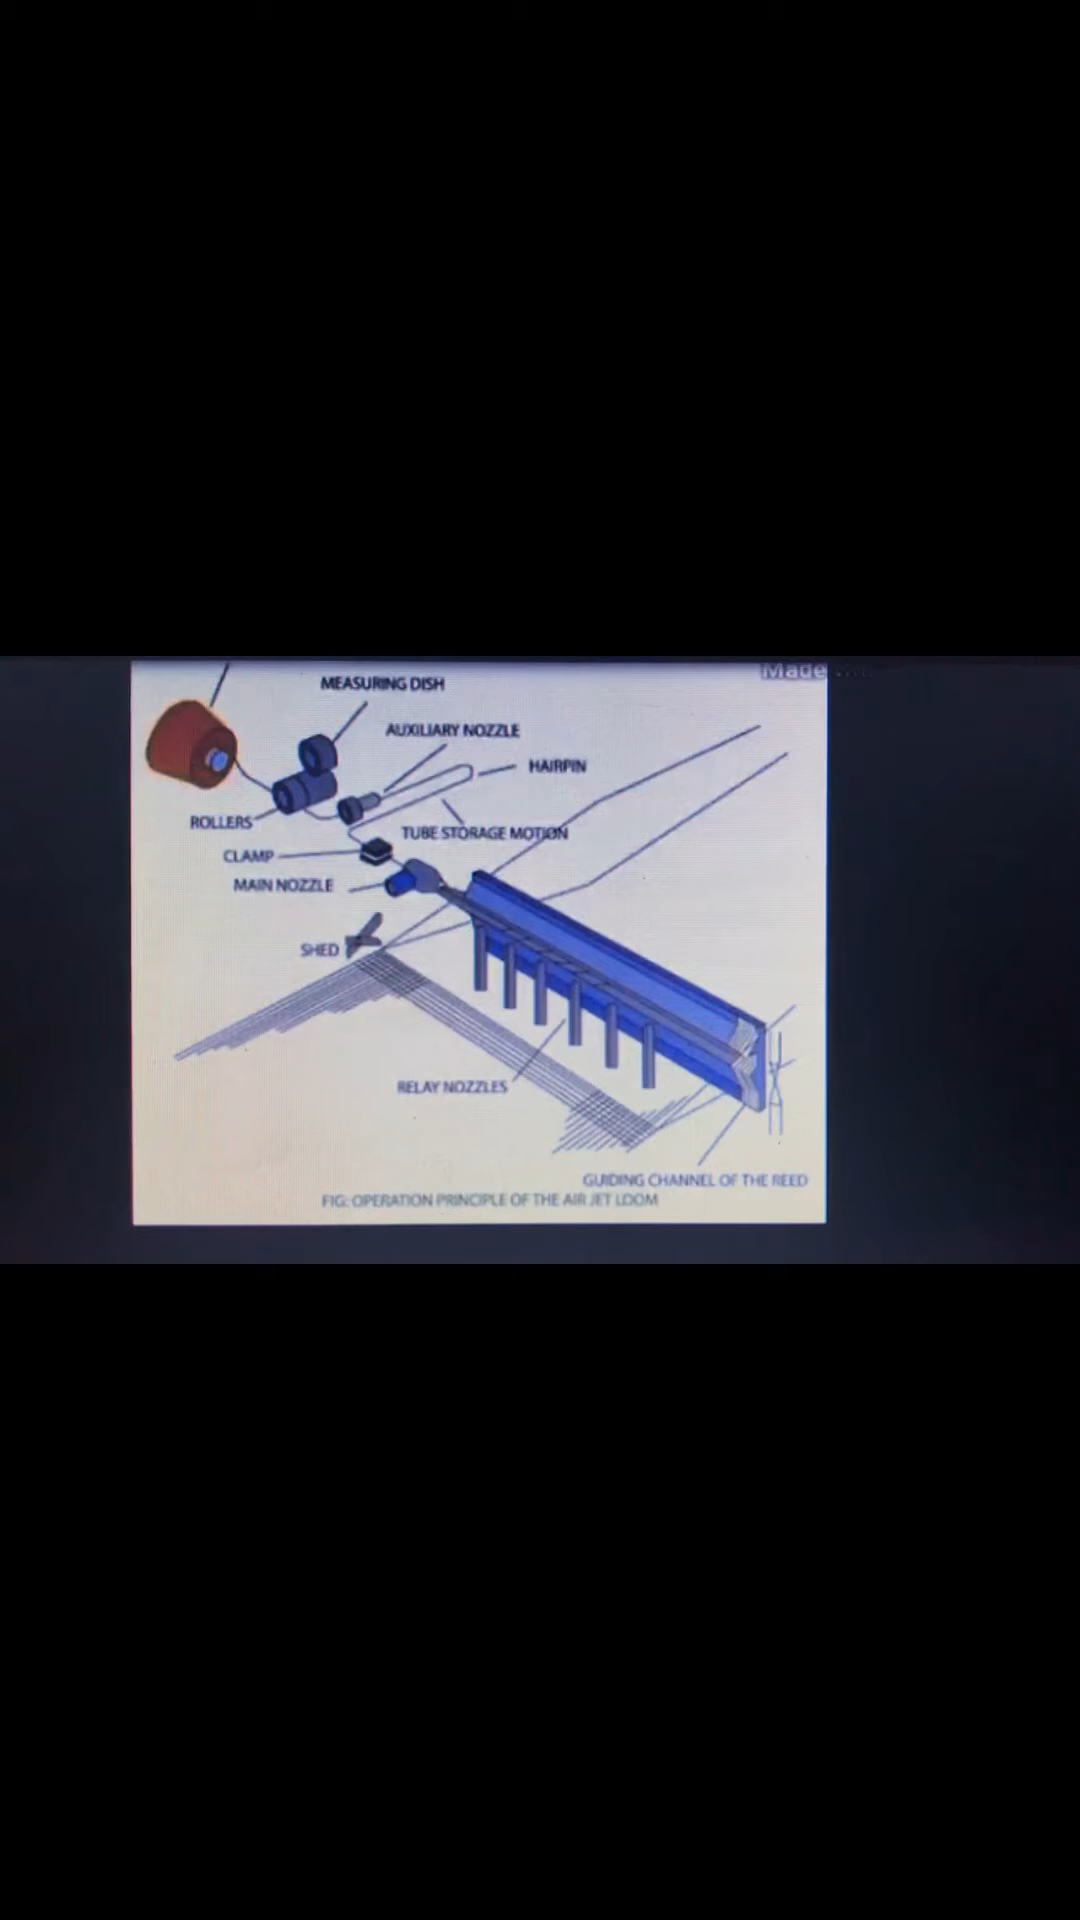 Made
MEASURING DISH
AUXILIARY NOZZLE
HAIRPIN
ROLLERS
TUBE STORAGE MOTION
CLAMP
MAIN NOZZLE
SHED
RELAY NOZZLES
GUIDING CHANNEL OF THE REED
FIG: OPERATION PRINCIPLE OF THE AIR JET LOOM